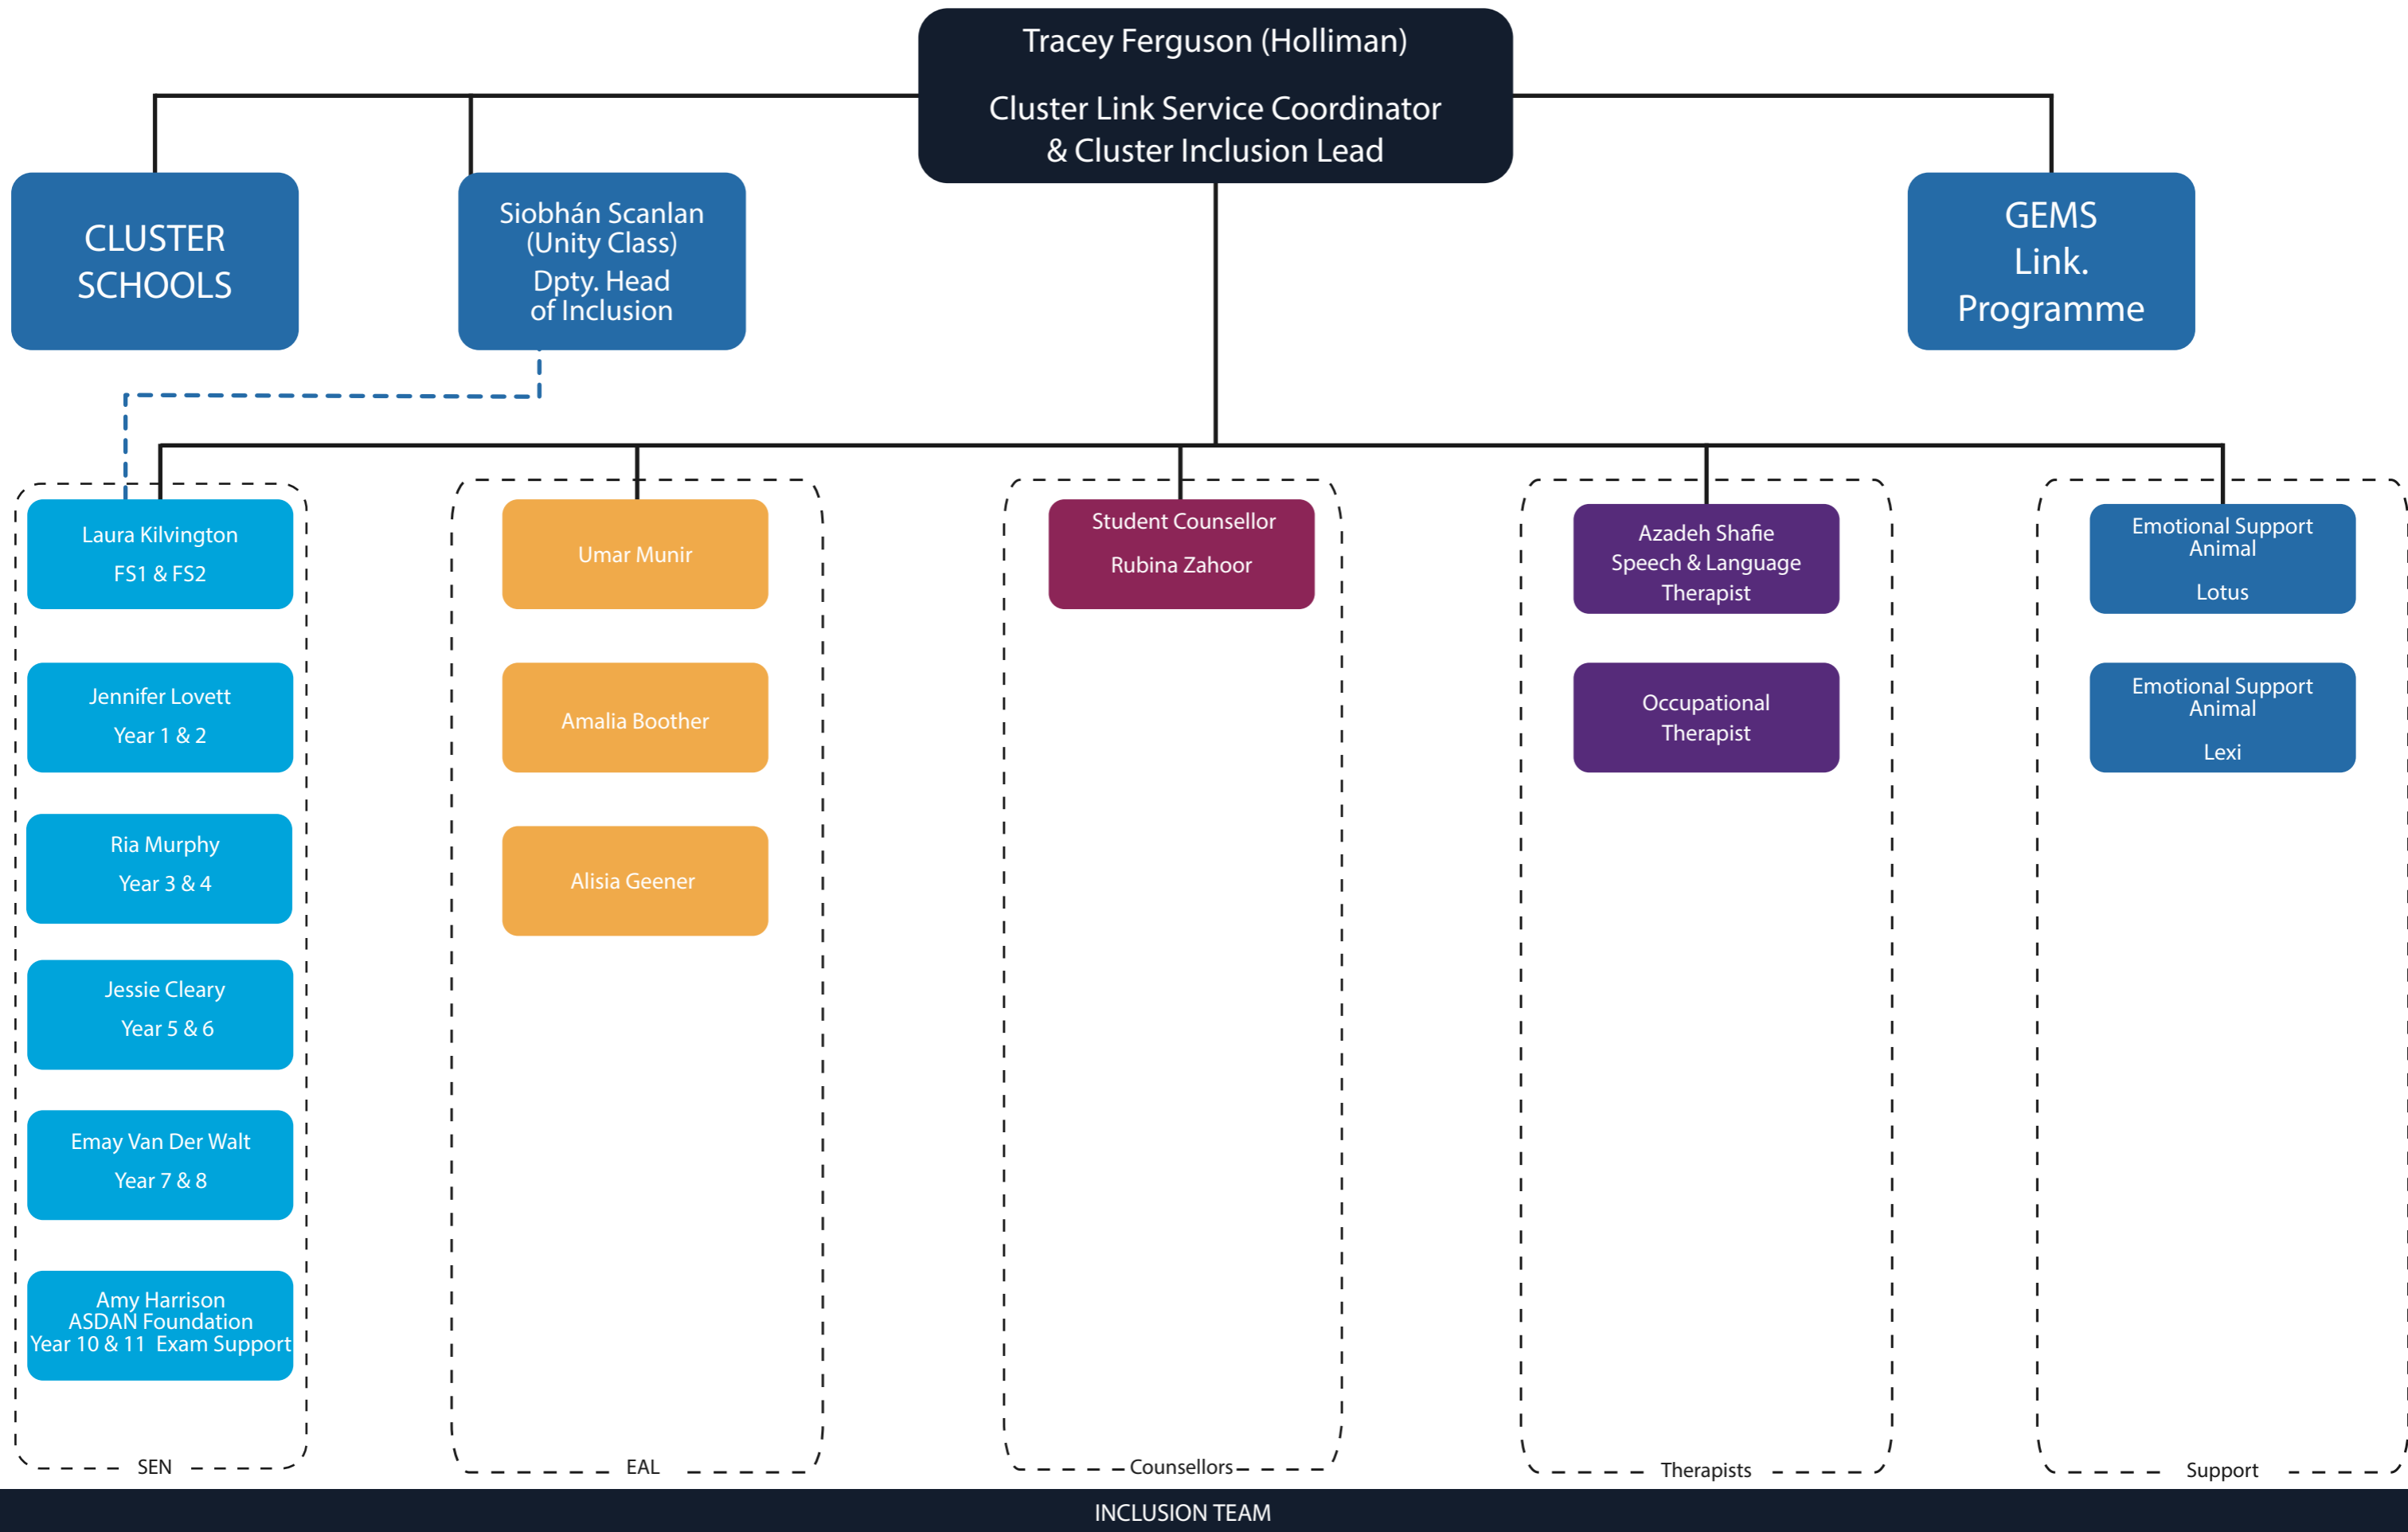 Tracey Ferguson (Holliman)
Cluster Link Service Coordinator
& Cluster Inclusion Lead
CLUSTER
SCHOOLS
Siobhán Scanlan
(Unity Class)
Dpty. Head
of Inclusion
GEMS
Link.
Programme
Laura Kilvington
FS1 & FS2
Jennifer Lovett
Year 1 & 2
Ria Murphy
Year 3 & 4
Jessie Cleary
Year 5 & 6
Emay Van Der Walt
Year 7 & 8
Amy Harrison
ASDAN Foundation
Year 10 & 11  Exam Support
SEN
Umar Munir
Amalia Boother
Alisia Geener
EAL
Student Counsellor
Rubina Zahoor
Counsellors
Azadeh Shafie
Speech & Language
Therapist
Occupational
Therapist
Therapists
Emotional Support
Animal
Lotus
Emotional Support
Animal
Lexi
Support
INCLUSION TEAM